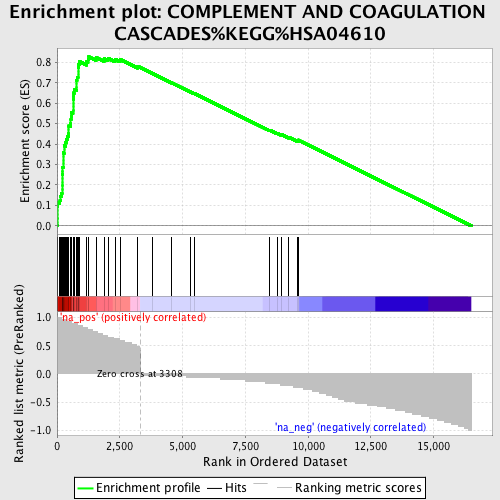 Enrichment plot: COMPLEMENT AND COAGULATION
CASCADES%KEGG%HSA04610
Enrichment score (ES)
0.8
0.7
0.6
0.5
0.4
0.3
0.2
0.1
0.0
Ranked list metric (PreRanked)
1.0
0.5
0.0
-0.5
-1.0
'na_pos' (positively correlated)
Zero cross at 3308
'na_neg' (negatively correlated)
0 2,500 5,000 7,500 10,000 12,500 15,000
Rank in Ordered Dataset
Enrichment profile Hits Ranking metric scores